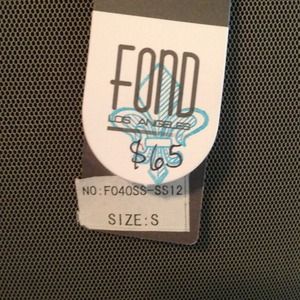 FOND
LOS ANGELES
$65
NO:F040SS-SS12
SIZE:S